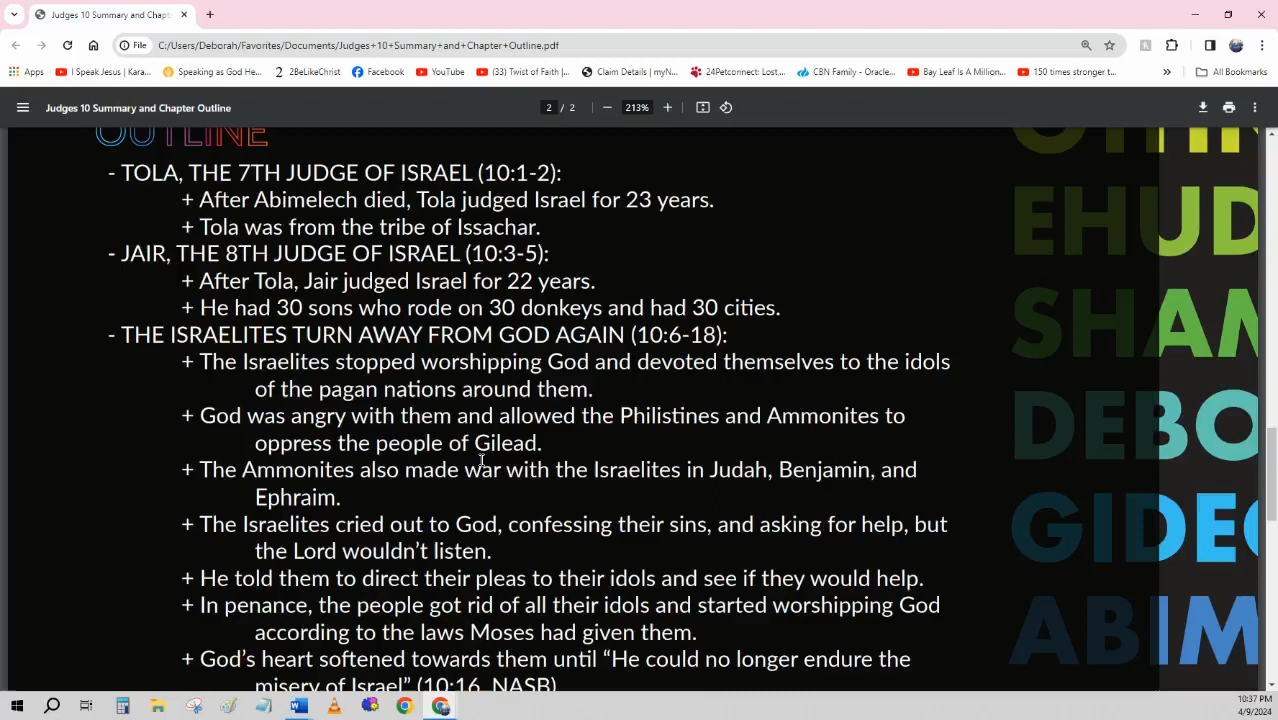 Judges 10 Summary and Chapt
File C:/Users/Deborah/Favorites/Documents/Judges+10+Summary+and+Chapter+Outline.pdf
Apps I Speak Jesus | Kara... Speaking as God He... 2BeLikeChrist Facebook YouTube (33) Twist of Faith |... Claim Details | myN... 24Petconnect: Lost,... CBN Family - Oracle... Bay Leaf Is A Million... 150 times stronger t... » All Bookmarks
Judges 10 Summary and Chapter Outline 2 / 2 213%
OUTLINE
- TOLA, THE 7TH JUDGE OF ISRAEL (10:1-2):
+ After Abimelech died, Tola judged Israel for 23 years.
+ Tola was from the tribe of Issachar.
- JAIR, THE 8TH JUDGE OF ISRAEL (10:3-5):
+ After Tola, Jair judged Israel for 22 years.
+ He had 30 sons who rode on 30 donkeys and had 30 cities.
- THE ISRAELITES TURN AWAY FROM GOD AGAIN (10:6-18):
+ The Israelites stopped worshipping God and devoted themselves to the idols
of the pagan nations around them.
+ God was angry with them and allowed the Philistines and Ammonites to
oppress the people of Gilead.
+ The Ammonites also made war with the Israelites in Judah, Benjamin, and
Ephraim.
+ The Israelites cried out to God, confessing their sins, and asking for help, but
the Lord wouldn't listen.
+ He told them to direct their pleas to their idols and see if they would help.
+ In penance, the people got rid of all their idols and started worshipping God
according to the laws Moses had given them.
+ God's heart softened towards them until "He could no longer endure the
misery of Israel" (10:16, NASB)
OTHN
EHUD
SHAM
DEBO
GIDEO
ABIM
10:37 PM
4/9/2024